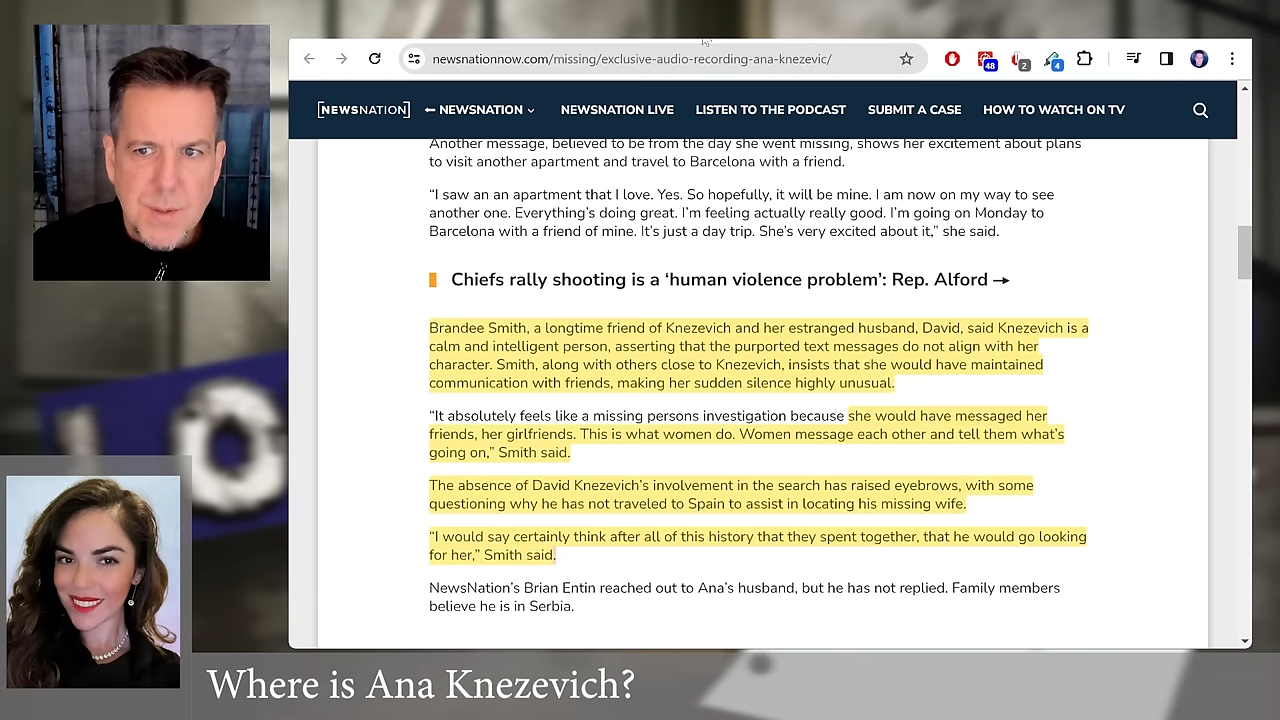 newsnationnow.com/missing/exclusive-audio-recording-ana-knezevic/
48
2
4
[NEWSNATION]
NEWSNATION
NEWSNATION LIVE
LISTEN TO THE PODCAST
SUBMIT A CASE
HOW TO WATCH ON TV
Another message, believed to be from the day she went missing, shows her excitement about plans
to visit another apartment and travel to Barcelona with a friend.
“I saw an an apartment that I love. Yes. So hopefully, it will be mine. I am now on my way to see
another one. Everything’s doing great. I’m feeling actually really good. I’m going on Monday to
Barcelona with a friend of mine. It’s just a day trip. She’s very excited about it,” she said.
Chiefs rally shooting is a ‘human violence problem’: Rep. Alford →
Brandee Smith, a longtime friend of Knezevich and her estranged husband, David, said Knezevich is a
calm and intelligent person, asserting that the purported text messages do not align with her
character. Smith, along with others close to Knezevich, insists that she would have maintained
communication with friends, making her sudden silence highly unusual.
“It absolutely feels like a missing persons investigation because she would have messaged her
friends, her girlfriends. This is what women do. Women message each other and tell them what’s
going on,” Smith said.
The absence of David Knezevich’s involvement in the search has raised eyebrows, with some
questioning why he has not traveled to Spain to assist in locating his missing wife.
“I would say certainly think after all of this history that they spent together, that he would go looking
for her,” Smith said.
NewsNation’s Brian Entin reached out to Ana’s husband, but he has not replied. Family members
believe he is in Serbia.
Where is Ana Knezevich?